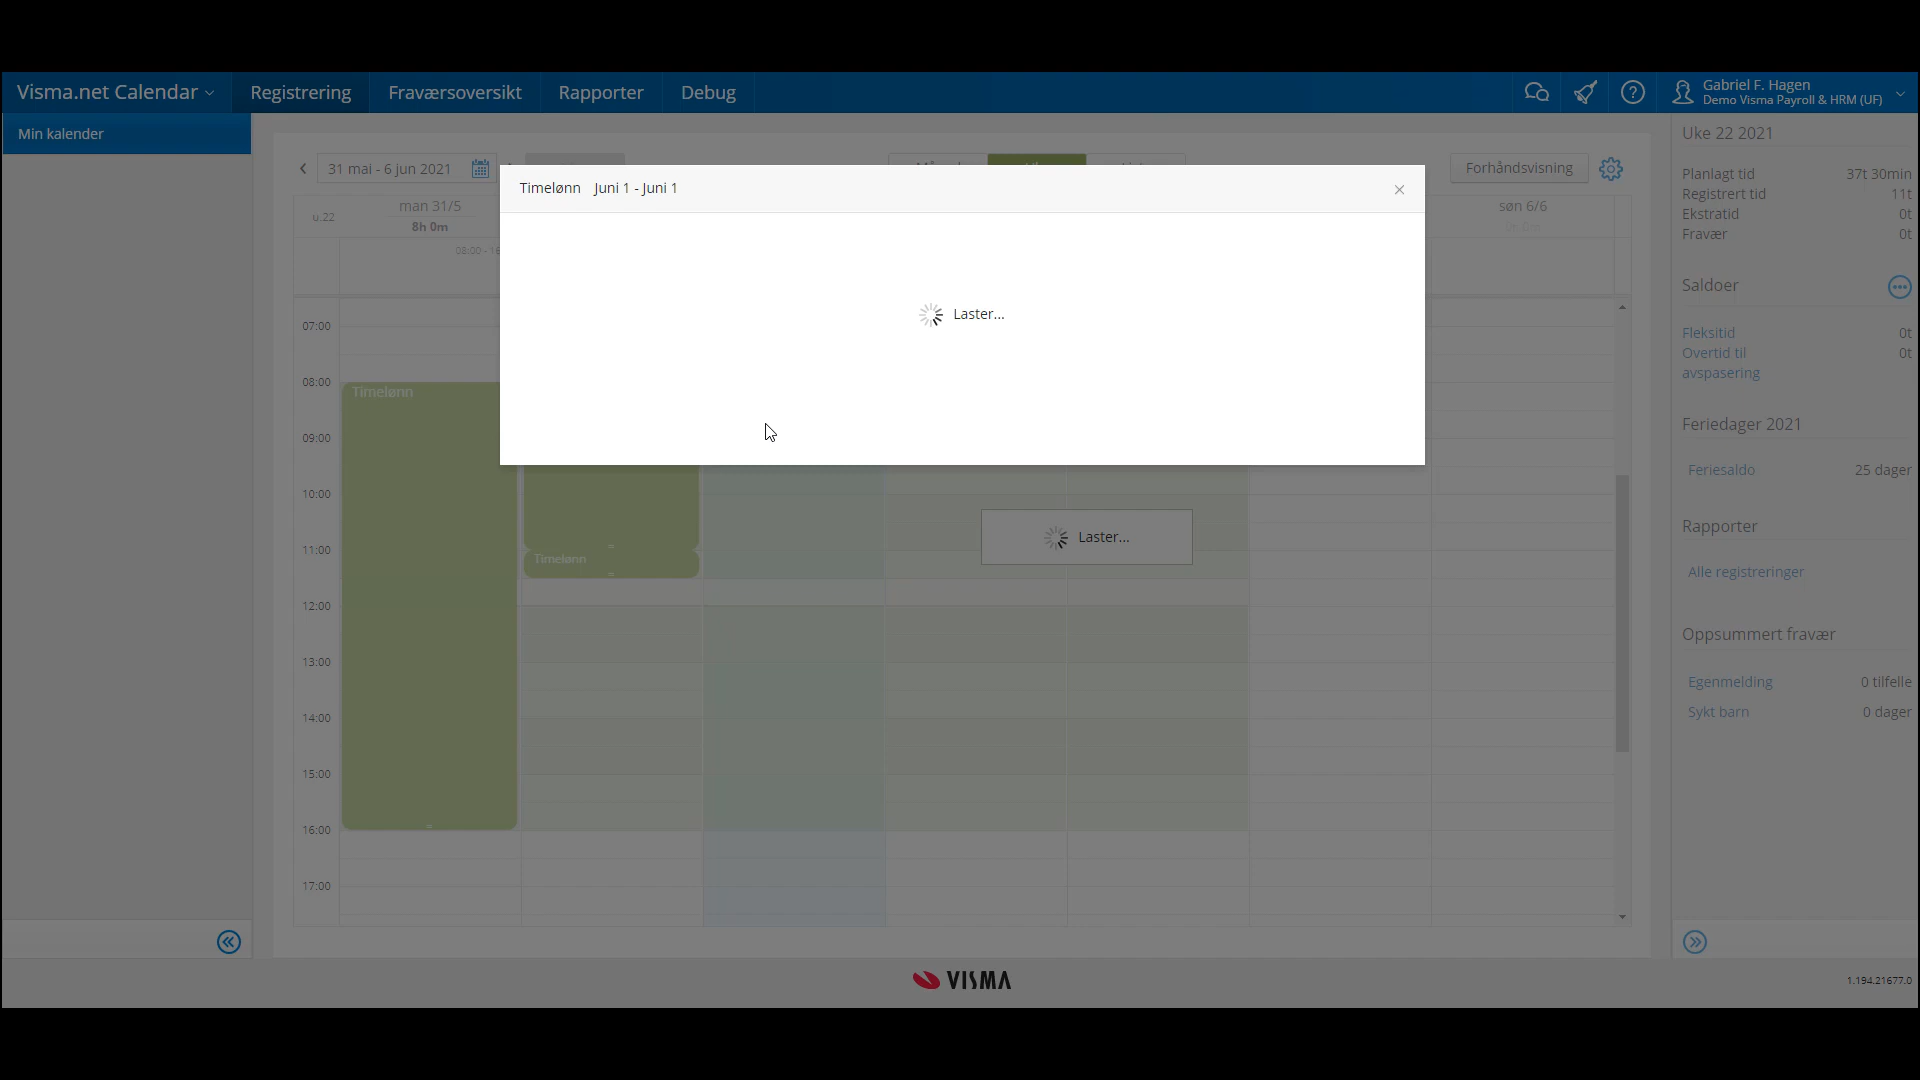 Visma.net Calendar
Registrering
Fraværsoversikt
Rapporter
Debug
Gabriel F. Hagen
Demo Visma Payroll & HRM (UF)
Min kalender
31 mai - 6 jun 2021
Forhåndsvisning
Timelønn Juni 1 - Juni 1
Laster...
u.22
man 31/5
8h 0m
søn 6/6
08:00 -
07:00
08:00
09:00
10:00
11:00
12:00
13:00
14:00
15:00
16:00
17:00
Timelønn
Timelønn
Laster...
Uke 22 2021
Planlagt tid 37t 30min
Registrert tid 11t
Ekstratid 0t
Fravær 0t
Saldoer
Fleksitid 0t
Overtid til 0t
avspasering
Feriedager 2021
Feriesaldo 25 dager
Rapporter
Alle registreringer
Oppsummert fravær
Egenmelding 0 tilfelle
Sykt barn 0 dager
VISMA
1.194.21677.0